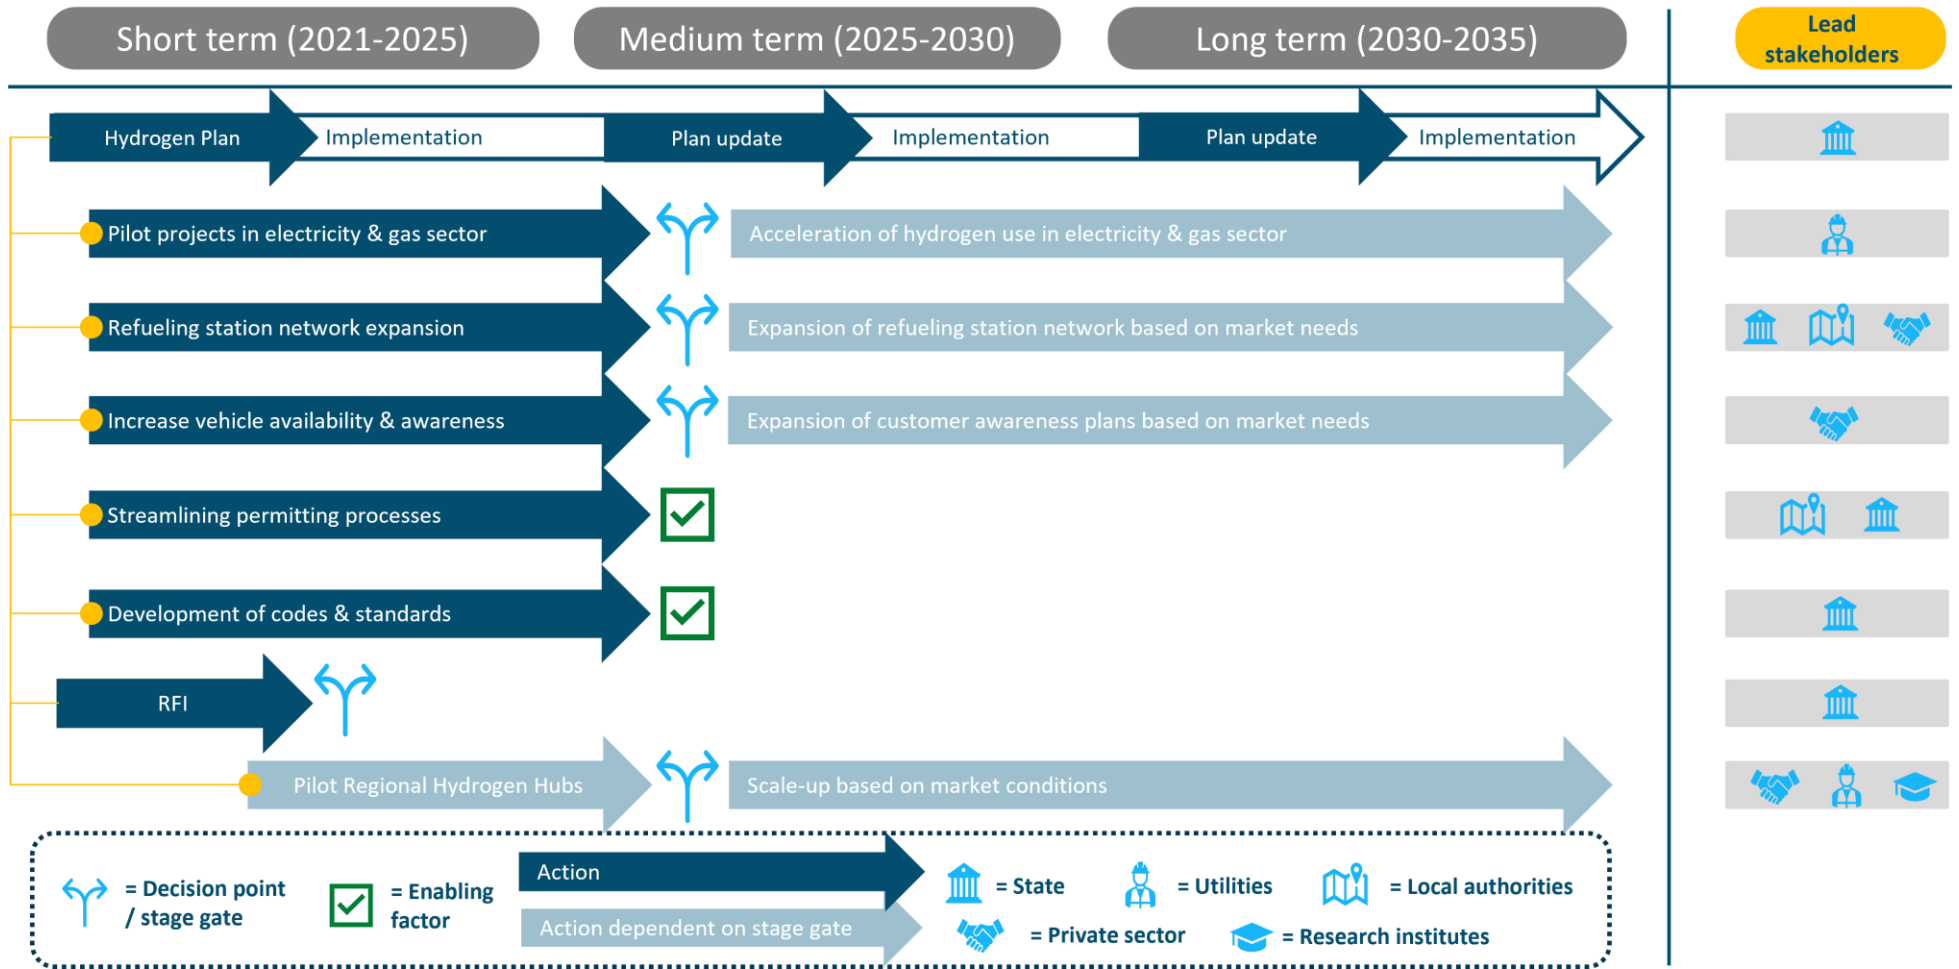 Short term (2021-2025)
Medium term (2025-2030)
Long term (2030-2035)
Lead
stakeholders
Hydrogen Plan
Implementation
Plan update
Implementation
Plan update
Implementation
Pilot projects in electricity & gas sector
Acceleration of hydrogen use in electricity & gas sector
Refueling station network expansion
Expansion of refueling station network based on market needs
Increase vehicle availability & awareness
Expansion of customer awareness plans based on market needs
Streamlining permitting processes
Development of codes & standards
RFI
Pilot Regional Hydrogen Hubs
Scale-up based on market conditions
= Decision point
/ stage gate
= Enabling
factor
Action
Action dependent on stage gate
= State
= Utilities
= Local authorities
= Private sector
= Research institutes